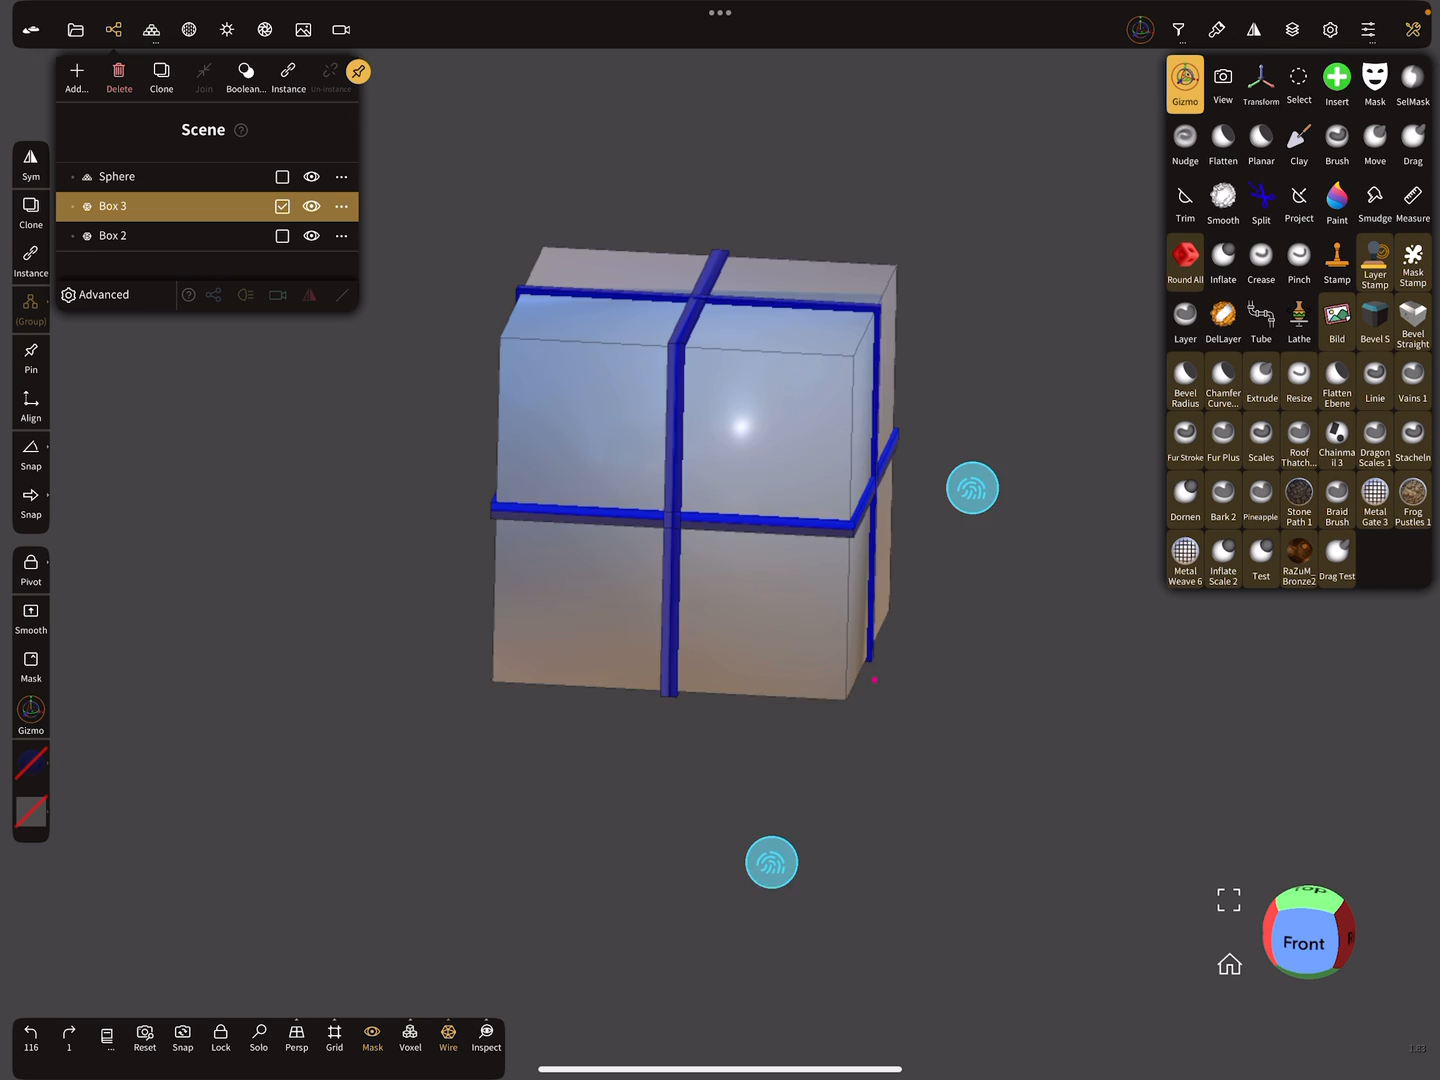 Add...
Delete
Clone
Join
Boolean...
Instance
Un-instance
Scene
Sphere
Box 3
Box 2
Advanced
Sym
Clone
Instance
(Group)
Pin
Align
Snap
Snap
Pivot
Smooth
Mask
Gizmo
Gizmo
View
Transform
Select
Insert
Mask
SelMask
Nudge
Flatten
Planar
Clay
Brush
Move
Drag
Trim
Smooth
Split
Project
Paint
Smudge
Measure
Round All
Inflate
Crease
Pinch
Stamp
Layer
Stamp
Mask
Stamp
Layer
DelLayer
Tube
Lathe
Bild
Bevel S
Bevel
Straight
Bevel
Radius
Chamfer
Curve...
Extrude
Resize
Flatten
Ebene
Linie
Vains 1
Fur Stroke
Fur Plus
Scales
Roof
Thatch...
Chainma
il 3
Dragon
Scales 1
Stacheln
Dornen
Bark 2
Pineapple
Stone
Path 1
Braid
Brush
Metal
Gate 3
Frog
Pustles 1
Metal
Weave 6
Inflate
Scale 2
Test
RaZuM_
Bronze2
Drag Test
Top
Front
R
116
1
...
Reset
Snap
Lock
Solo
Persp
Grid
Mask
Voxel
Wire
Inspect
1.83